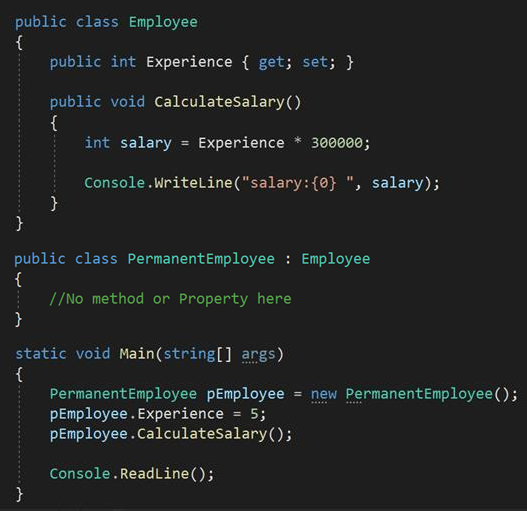 public class Employee
{
public int Experience { get; set; }
public void CalculateSalary()
{
int salary = Experience * 300000;
Console.WriteLine("salary:{0} ", salary);
}
}
public class PermanentEmployee : Employee
{
//No method or Property here
}
static void Main(string[] args)
{
PermanentEmployee pEmployee = new PermanentEmployee();
pEmployee.Experience = 5;
pEmployee.CalculateSalary();
Console.ReadLine();
}